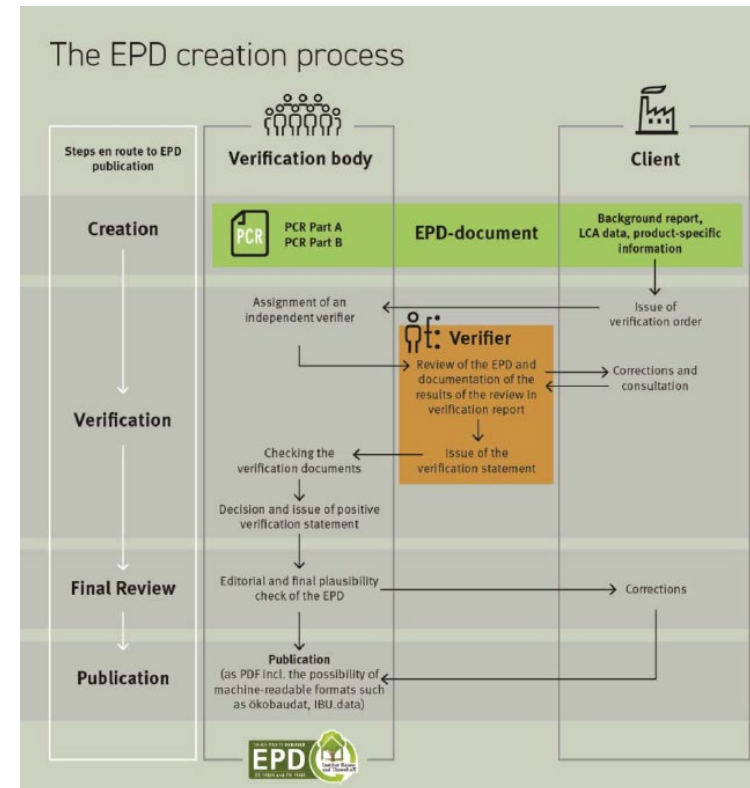 The EPD creation process
Steps en route to EPD
publication
Verification body
Client
Creation
PCR
PCR Part A
PCR Part B
EPD-document
Background report,
LCA data, product-specific
information
Assignment of an
independent verifier
Issue of
verification order
Verifier
Review of the EPD and
documentation of the
results of the review in
verification report
Corrections and
consultation
Verification
Checking the
verification documents
Issue of the
verification statement
Decision and issue of positive
verification statement
Final Review
Editorial and final plausibility
check of the EPD
Corrections
Publication
Publication
(as PDF incl. the possibility of
machine-readable formats such
as ökobaudat, IBU.data)
EPD
Institut Bauen
und Umwelt e.V.